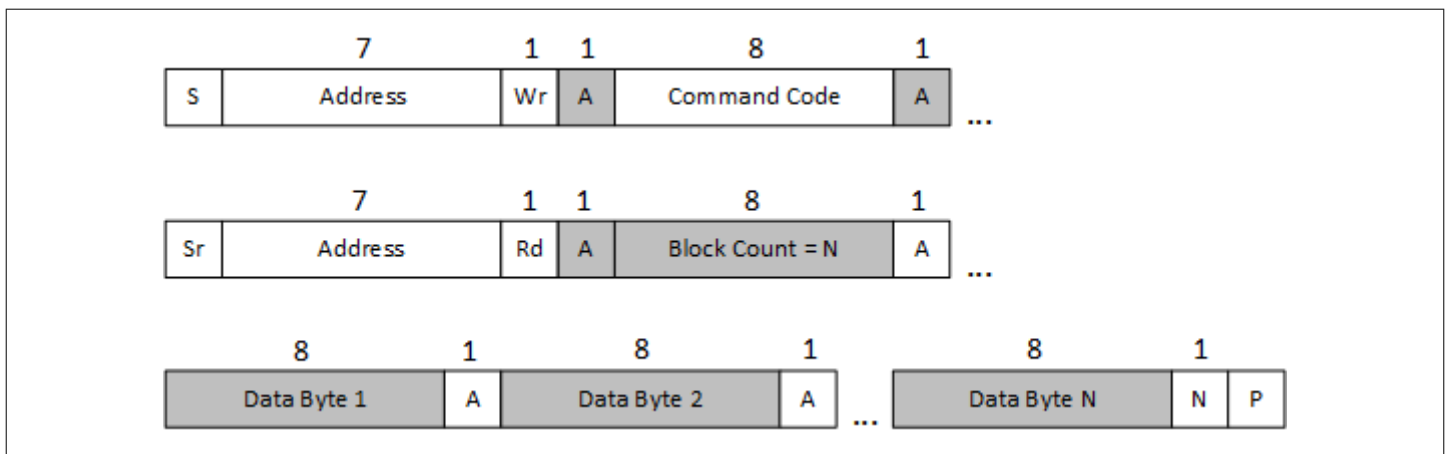 7 1 1 8 1
S Address Wr A Command Code A ...
7 1 1 8 1
Sr Address Rd A Block Count = N A ...
8 1 8 1 8 1
Data Byte 1 A Data Byte 2 A ... Data Byte N N P